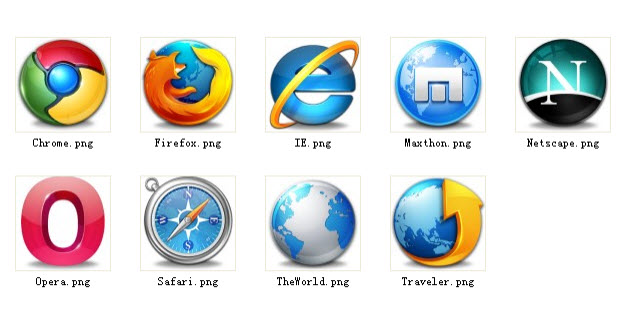 Chrome.png
Firefox.png
IE.png
Maxthon.png
Netscape.png
N
Opera.png
Safari.png
TheWorld.png
Traveler.png